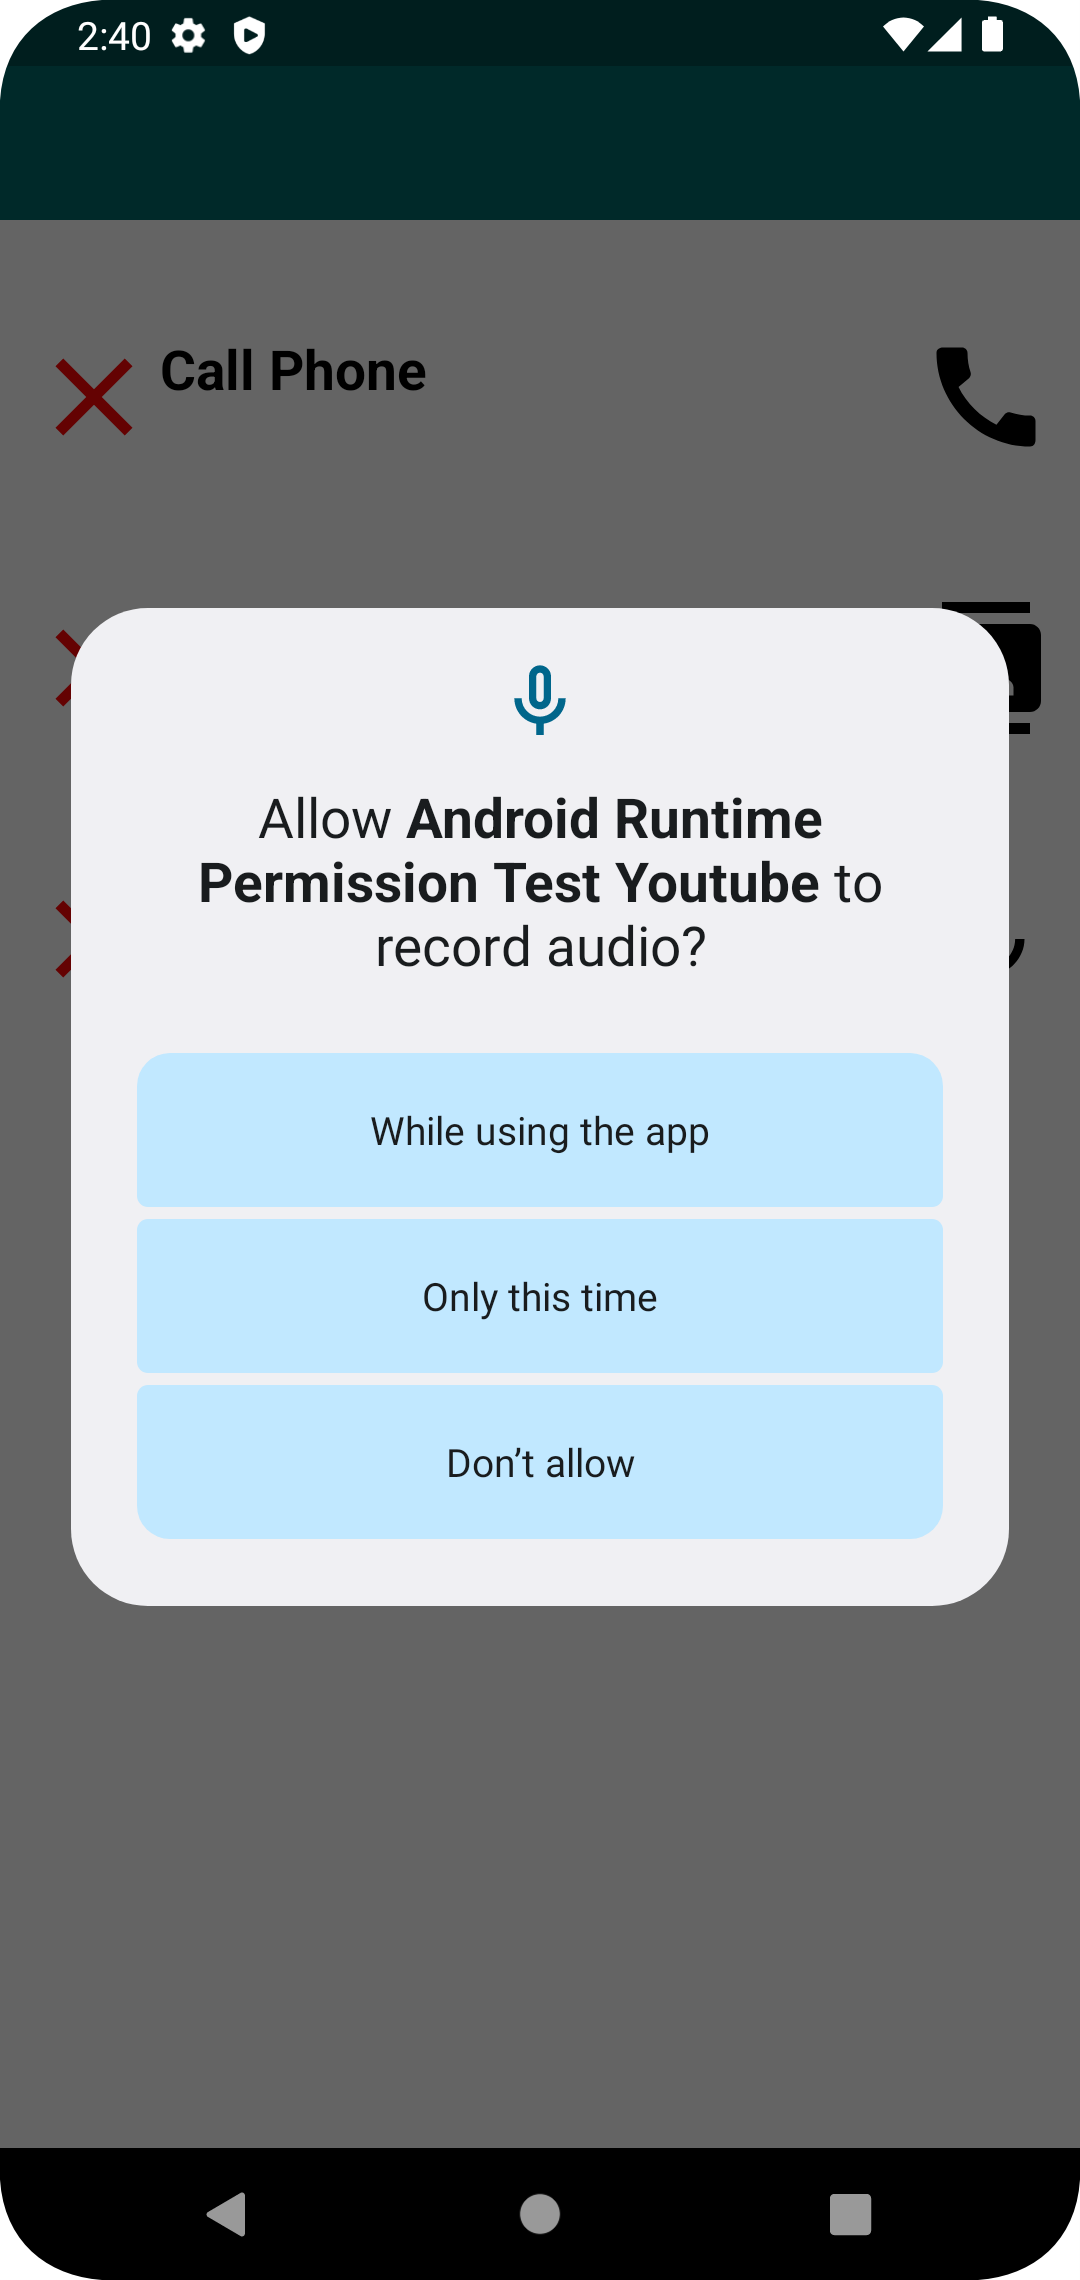 2:40
Call Phone
Allow Android Runtime
Permission Test Youtube to
record audio?
While using the app
Only this time
Don’t allow